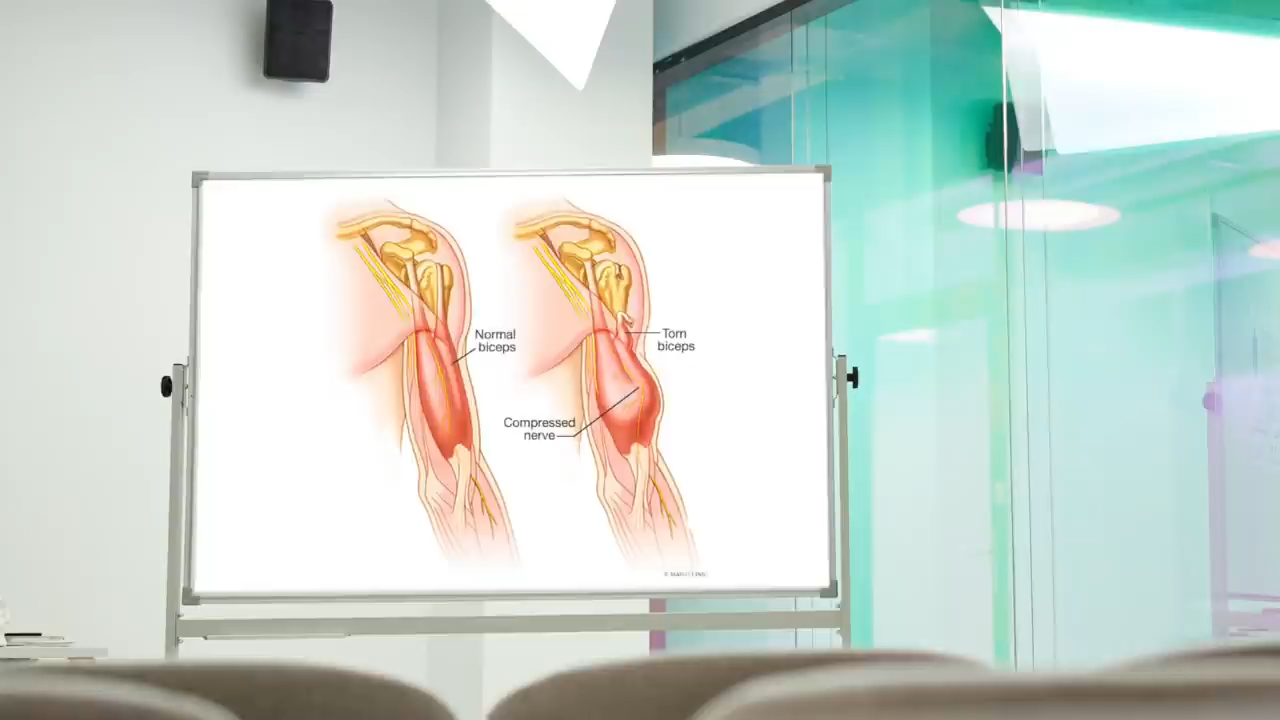 Normal
biceps
Torn
biceps
Compressed
nerve